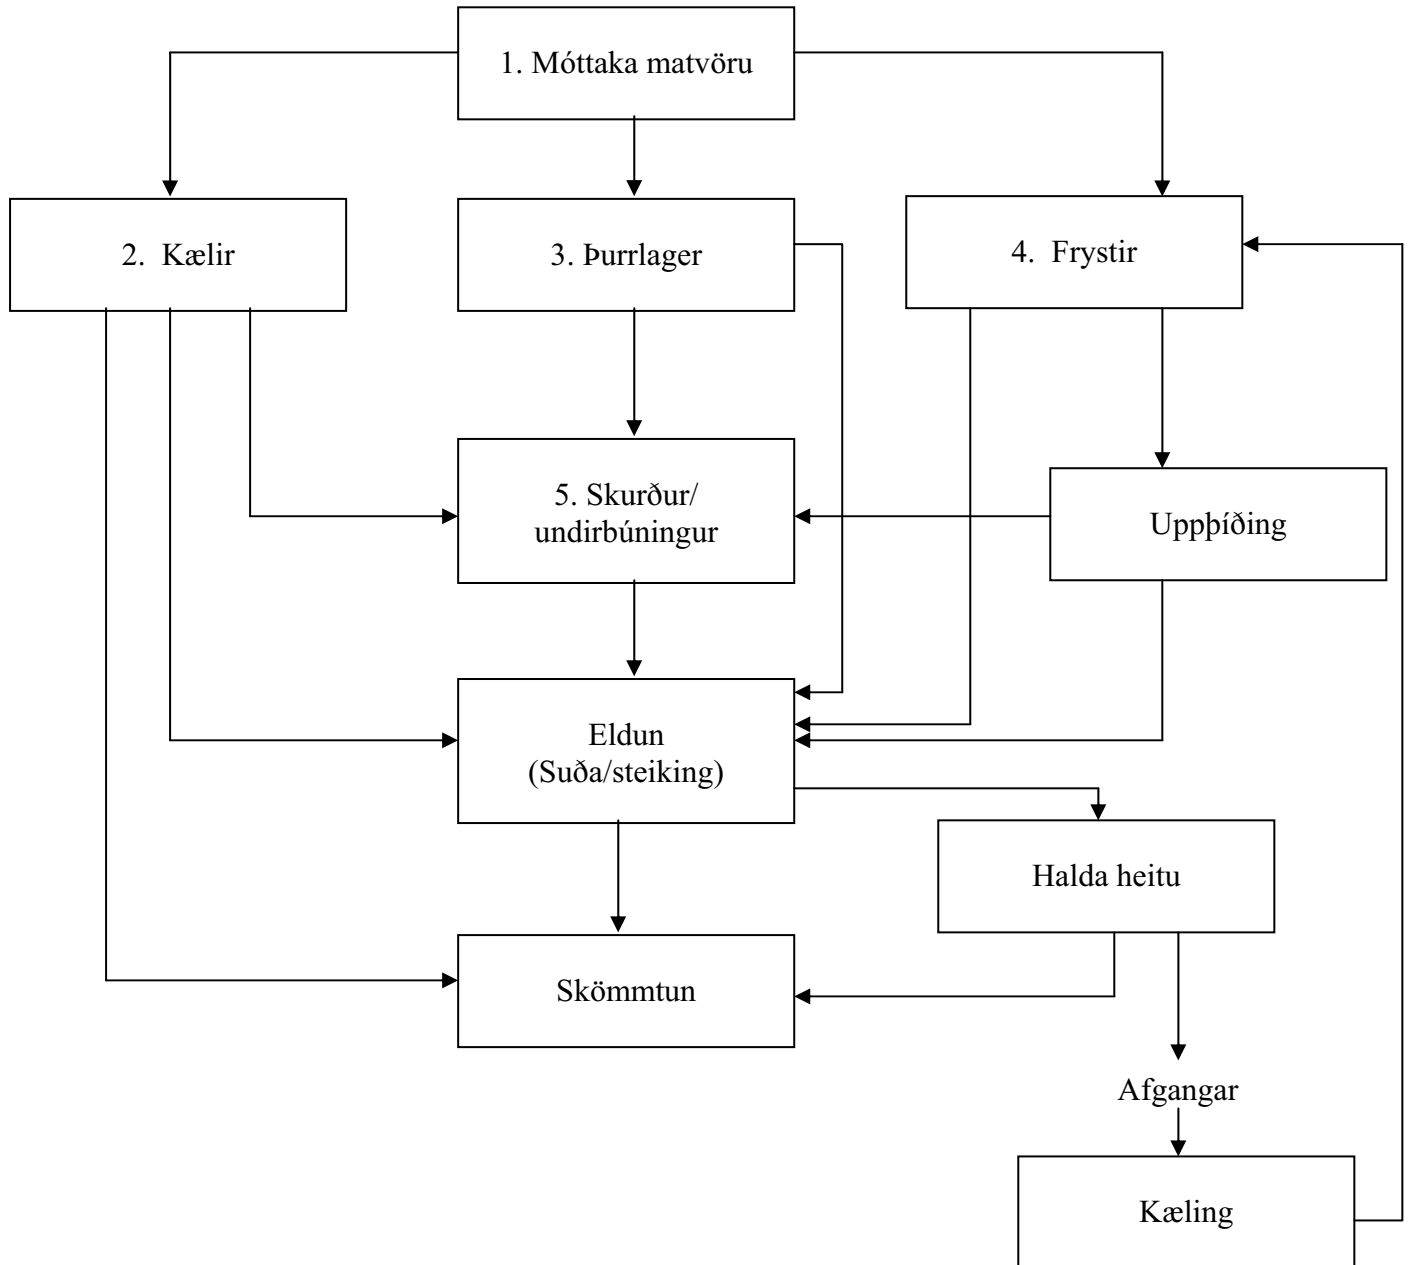 1. Móttaka matvöru
2.  Kælir
3. Þurrlager
4.  Frystir
5. Skurður/
undirbúningur
Uppþíðing
Eldun
(Suða/steiking)
Halda heitu
Skömmtun
Afgangar
Kæling